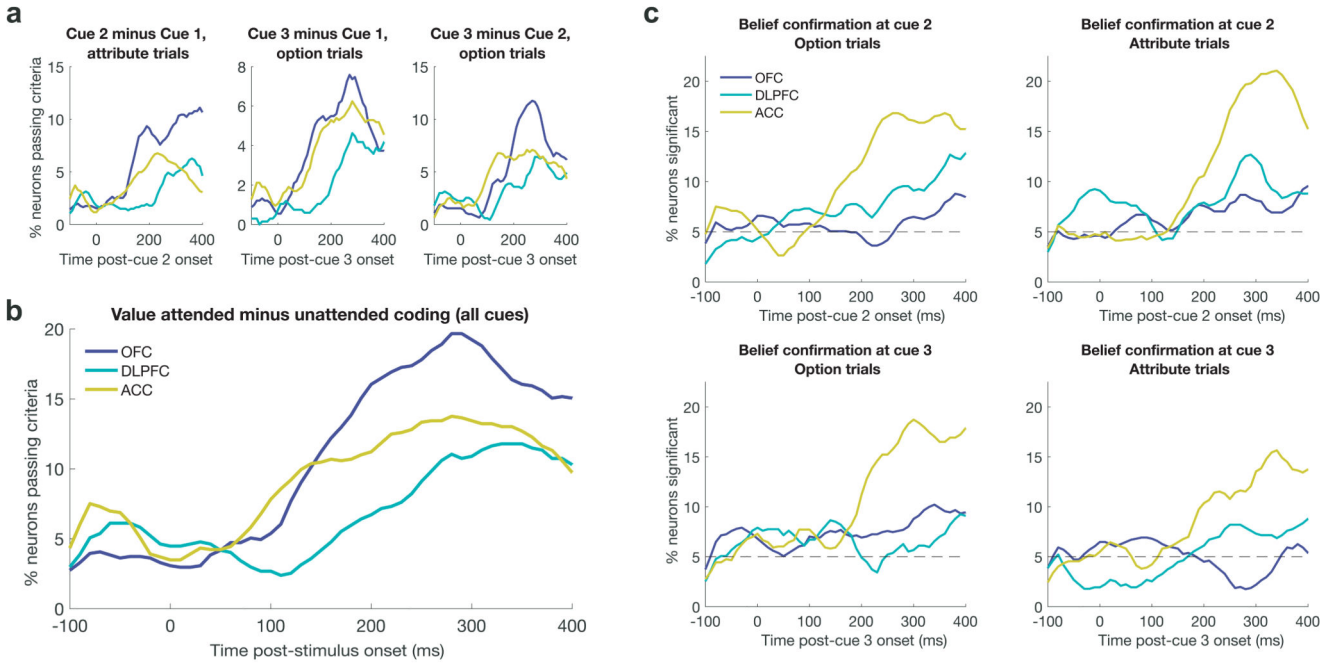 a
Cue 2 minus Cue 1,
attribute trials
Cue 3 minus Cue 1,
option trials
Cue 3 minus Cue 2,
option trials
% neurons passing criteria
15
10
5
0
0
200
400
Time post-cue 2 onset
8
6
4
2
0
0
200
400
Time post-cue 3 onset
15
10
5
0
0
200
400
Time post-cue 3 onset
b
Value attended minus unattended coding (all cues)
% neurons passing criteria
20
15
10
5
0
OFC
DLPFC
ACC
-100
0
100
200
300
400
Time post-stimulus onset (ms)
c
Belief confirmation at cue 2
Option trials
% neurons significant
20
15
10
5
0
OFC
DLPFC
ACC
-100
0
100
200
300
400
Time post-cue 2 onset (ms)
Belief confirmation at cue 2
Attribute trials
20
15
10
5
0
-100
0
100
200
300
400
Time post-cue 2 onset (ms)
Belief confirmation at cue 3
Option trials
% neurons significant
20
15
10
5
0
-100
0
100
200
300
400
Time post-cue 3 onset (ms)
Belief confirmation at cue 3
Attribute trials
20
15
10
5
0
-100
0
100
200
300
400
Time post-cue 3 onset (ms)